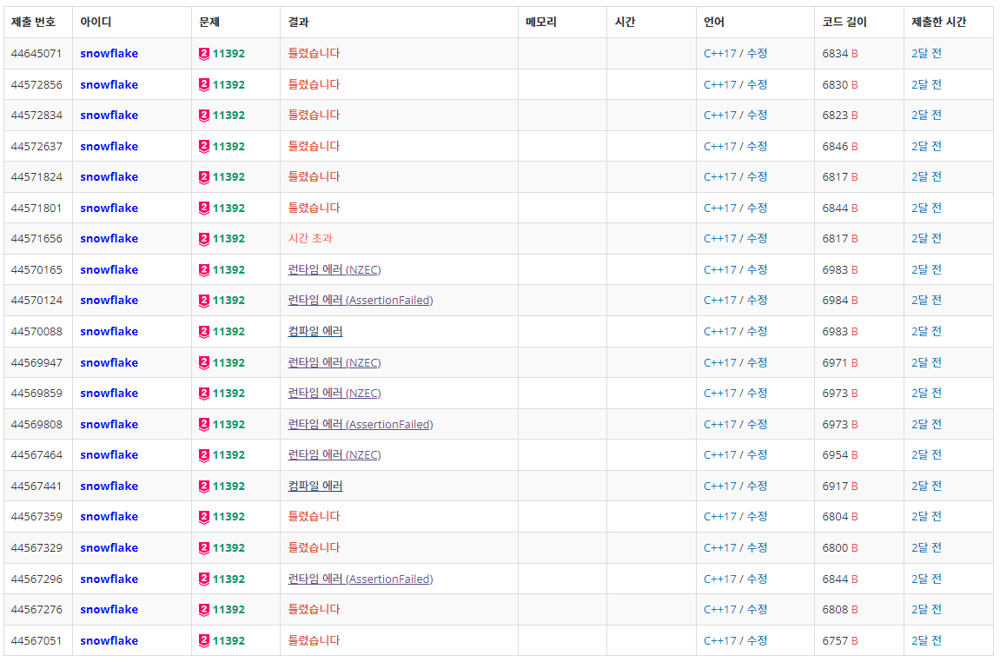 제출 번호 아이디 문제 결과 메모리 시간 언어 코드 길이 제출한 시간
44645071 snowflake 2 11392 틀렸습니다 C++17 / 수정 6834 B 2달 전
44572856 snowflake 2 11392 틀렸습니다 C++17 / 수정 6830 B 2달 전
44572834 snowflake 2 11392 틀렸습니다 C++17 / 수정 6823 B 2달 전
44572637 snowflake 2 11392 틀렸습니다 C++17 / 수정 6846 B 2달 전
44571824 snowflake 2 11392 틀렸습니다 C++17 / 수정 6817 B 2달 전
44571801 snowflake 2 11392 틀렸습니다 C++17 / 수정 6844 B 2달 전
44571656 snowflake 2 11392 시간 초과 C++17 / 수정 6817 B 2달 전
44570165 snowflake 2 11392 런타임 에러 (NZEC) C++17 / 수정 6983 B 2달 전
44570124 snowflake 2 11392 런타임 에러 (AssertionFailed) C++17 / 수정 6984 B 2달 전
44570088 snowflake 2 11392 컴파일 에러 C++17 / 수정 6983 B 2달 전
44569947 snowflake 2 11392 런타임 에러 (NZEC) C++17 / 수정 6971 B 2달 전
44569859 snowflake 2 11392 런타임 에러 (NZEC) C++17 / 수정 6973 B 2달 전
44569808 snowflake 2 11392 런타임 에러 (AssertionFailed) C++17 / 수정 6973 B 2달 전
44567464 snowflake 2 11392 런타임 에러 (NZEC) C++17 / 수정 6954 B 2달 전
44567441 snowflake 2 11392 컴파일 에러 C++17 / 수정 6917 B 2달 전
44567359 snowflake 2 11392 틀렸습니다 C++17 / 수정 6804 B 2달 전
44567329 snowflake 2 11392 틀렸습니다 C++17 / 수정 6800 B 2달 전
44567296 snowflake 2 11392 런타임 에러 (AssertionFailed) C++17 / 수정 6844 B 2달 전
44567276 snowflake 2 11392 틀렸습니다 C++17 / 수정 6808 B 2달 전
44567051 snowflake 2 11392 틀렸습니다 C++17 / 수정 6757 B 2달 전